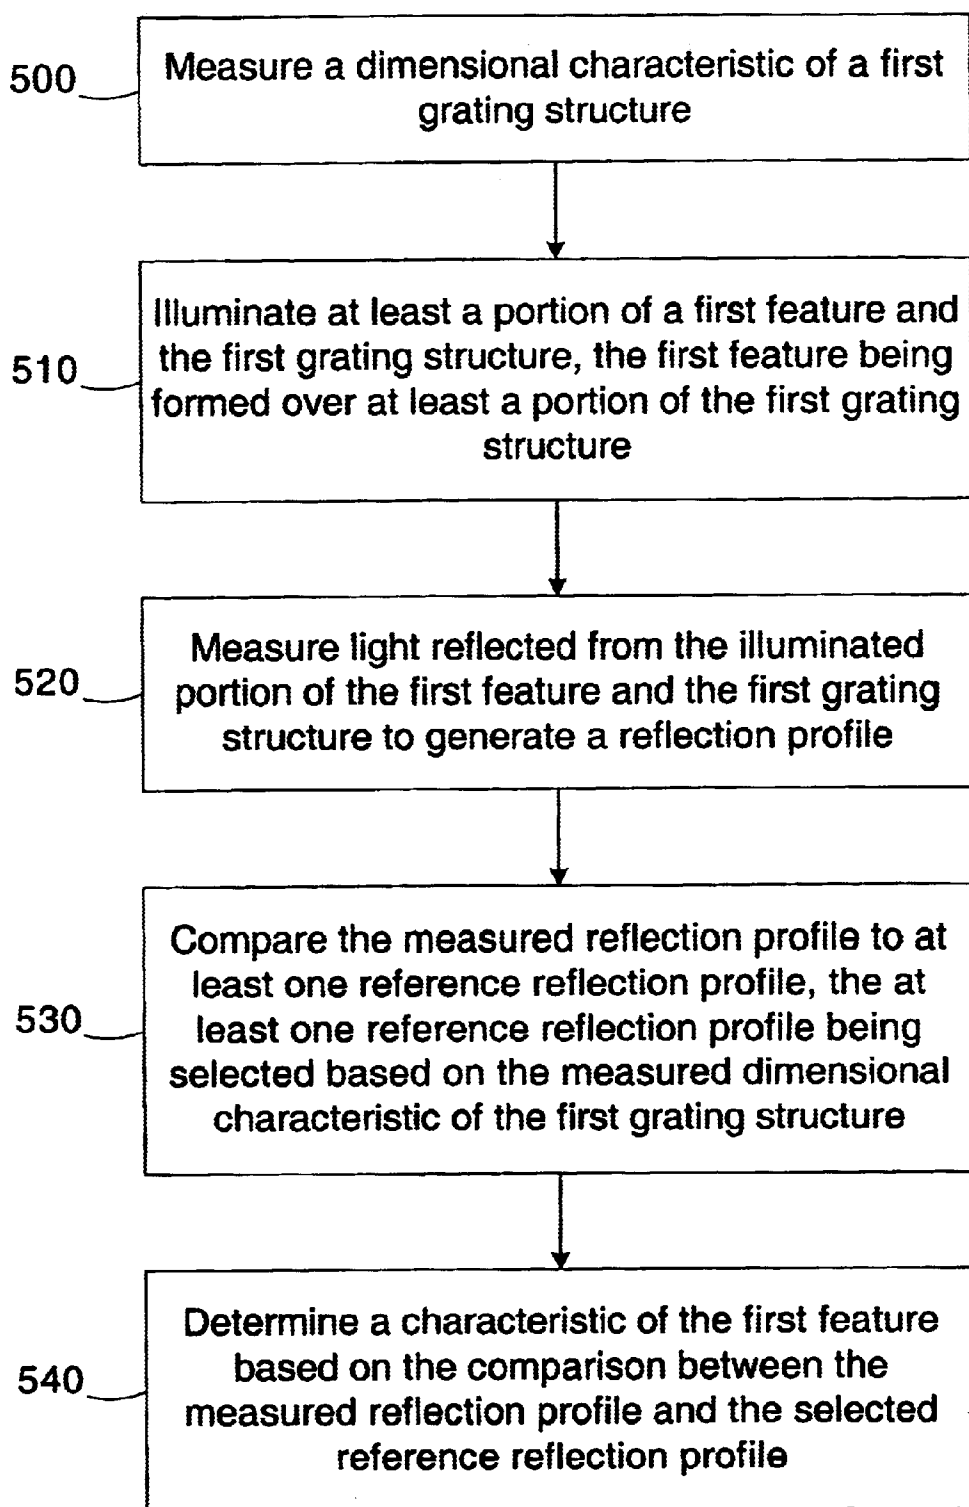 500
Measure a dimensional characteristic of a first
grating structure
510
Illuminate at least a portion of a first feature and
the first grating structure, the first feature being
formed over at least a portion of the first grating
structure
520
Measure light reflected from the illuminated
portion of the first feature and the first grating
structure to generate a reflection profile
530
Compare the measured reflection profile to at
least one reference reflection profile, the at
least one reference reflection profile being
selected based on the measured dimensional
characteristic of the first grating structure
540
Determine a characteristic of the first feature
based on the comparison between the
measured reflection profile and the selected
reference reflection profile